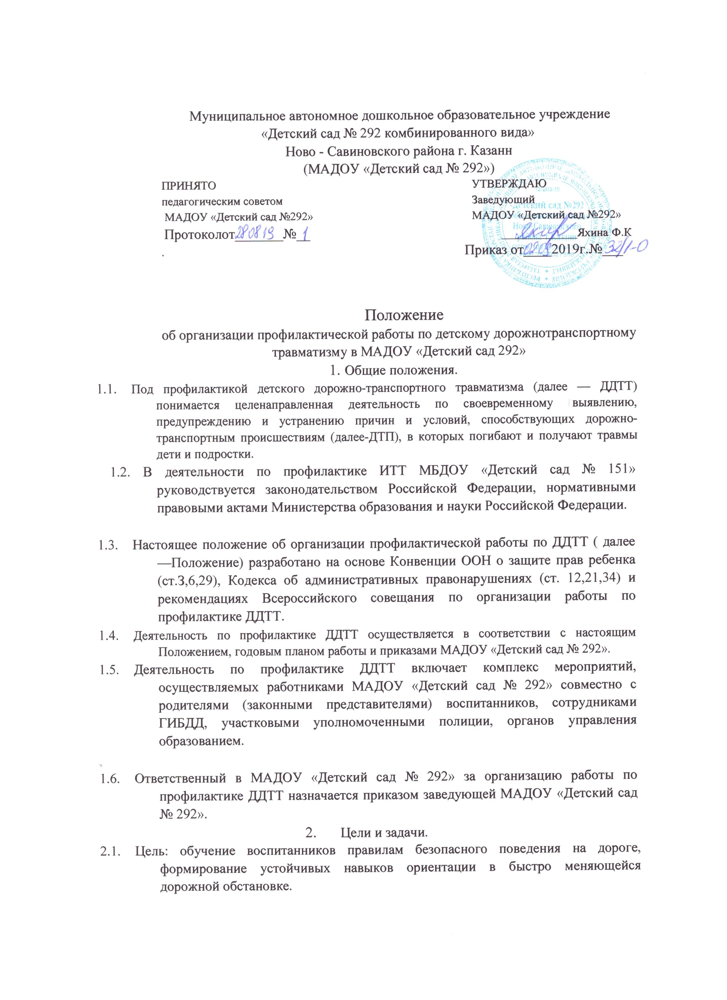 Муниципальное автономное дошкольное образовательное учреждение
«Детский сад № 292 комбинированного вида»
Ново - Савиновского района г. Казанн
(МАДОУ «Детский сад № 292»)
ПРИНЯТО
педагогическим советом
МАДОУ «Детский сад №292»
Протоколот 28.08.19 № 1
.
УТВЕРЖДАЮ
Заведующий
МАДОУ «Детский сад №292»
Яхина Ф.К
Приказ от 02.09 2019г.№ 32/1-О
Положение
об организации профилактической работы по детскому дорожнотранспортному
травматизму в МАДОУ «Детский сад 292»
1. Общие положения.
1.1. Под профилактикой детского дорожно-транспортного травматизма (далее — ДДТТ)
понимается целенаправленная деятельность по своевременному выявлению,
предупреждению и устранению причин и условий, способствующих дорожно-
транспортным происшествиям (далее-ДТП), в которых погибают и получают травмы
дети и подростки.
1.2. В деятельности по профилактике ИТТ МБДОУ «Детский сад № 151»
руководствуется законодательством Российской Федерации, нормативными
правовыми актами Министерства образования и науки Российской Федерации.
1.3. Настоящее положение об организации профилактической работы по ДДТТ ( далее
—Положение) разработано на основе Конвенции ООН о защите прав ребенка
(ст.З,6,29), Кодекса об административных правонарушениях (ст. 12,21,34) и
рекомендациях Всероссийского совещания по организации работы по
профилактике ДДТТ.
1.4. Деятельность по профилактике ДДТТ осуществляется в соответствии с настоящим
Положением, годовым планом работы и приказами МАДОУ «Детский сад № 292».
1.5. Деятельность по профилактике ДДТТ включает комплекс мероприятий,
осуществляемых работниками МАДОУ «Детский сад № 292» совместно с
родителями (законными представителями) воспитанников, сотрудниками
ГИБДД, участковыми уполномоченными полиции, органов управления
образованием.
1.6. Ответственный в МАДОУ «Детский сад № 292» за организацию работы по
профилактике ДДТТ назначается приказом заведующей МАДОУ «Детский сад
№ 292».
2. Цели и задачи.
2.1. Цель: обучение воспитанников правилам безопасного поведения на дороге,
формирование устойчивых навыков ориентации в быстро меняющейся
дорожной обстановке.